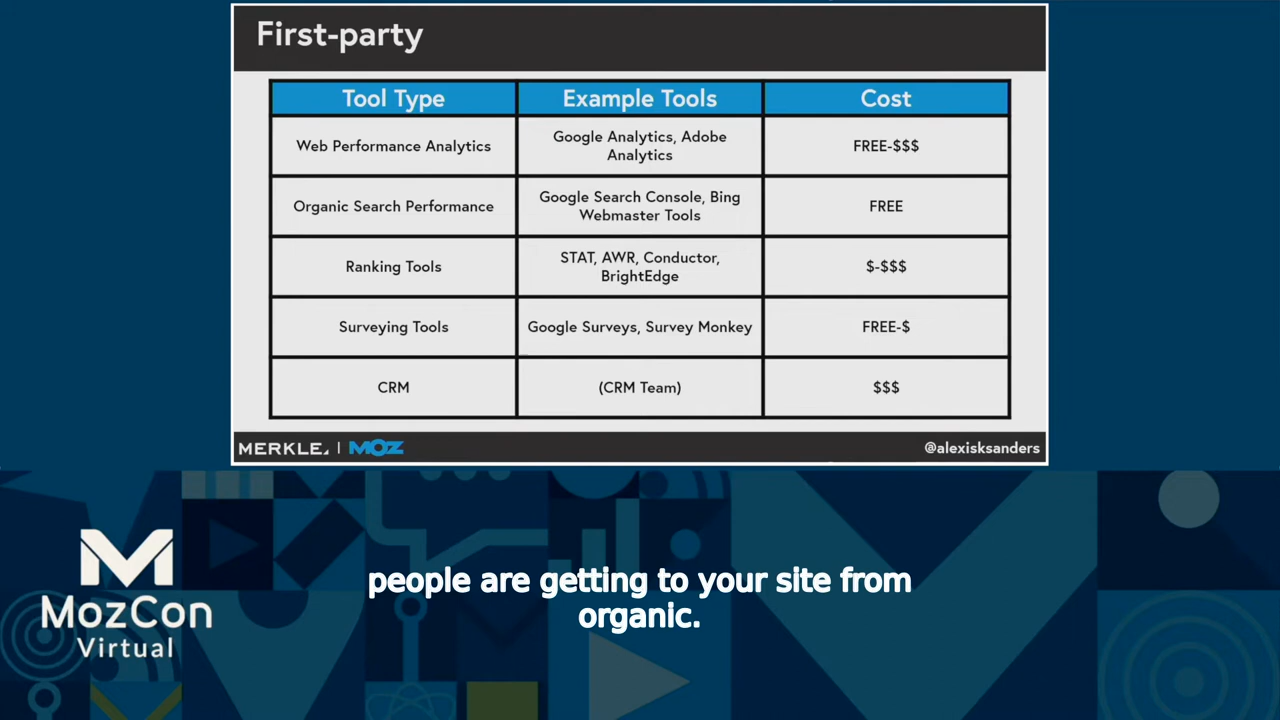 First-party
Tool Type
Example Tools
Cost
Web Performance Analytics
Google Analytics, Adobe
Analytics
FREE-$$$
Organic Search Performance
Google Search Console, Bing
Webmaster Tools
FREE
Ranking Tools
STAT, AWR, Conductor,
BrightEdge
$-$$$
Surveying Tools
Google Surveys, Survey Monkey
FREE-$
CRM
(CRM Team)
$$$
MERKLE | MOZ
@alexisksanders
M
MozCon
Virtual
people are getting to your site from
organic.